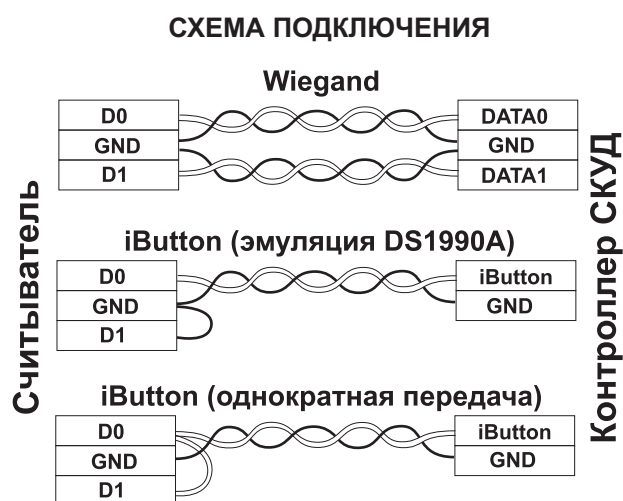 СХЕМА ПОДКЛЮЧЕНИЯ
Wiegand
D0
GND
D1
DATA0
GND
DATA1
Считыватель
Контроллер СКУД
iButton (эмуляция DS1990A)
D0
GND
D1
iButton
GND
iButton (однократная передача)
D0
GND
D1
iButton
GND